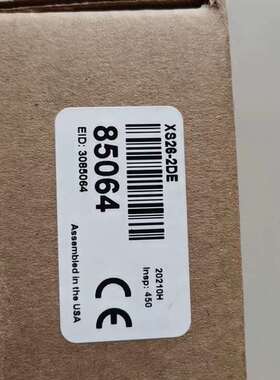 XS26-2DE
85064
EID: 3085064
20210H
Insp: 450
Assembled in the USA
CE